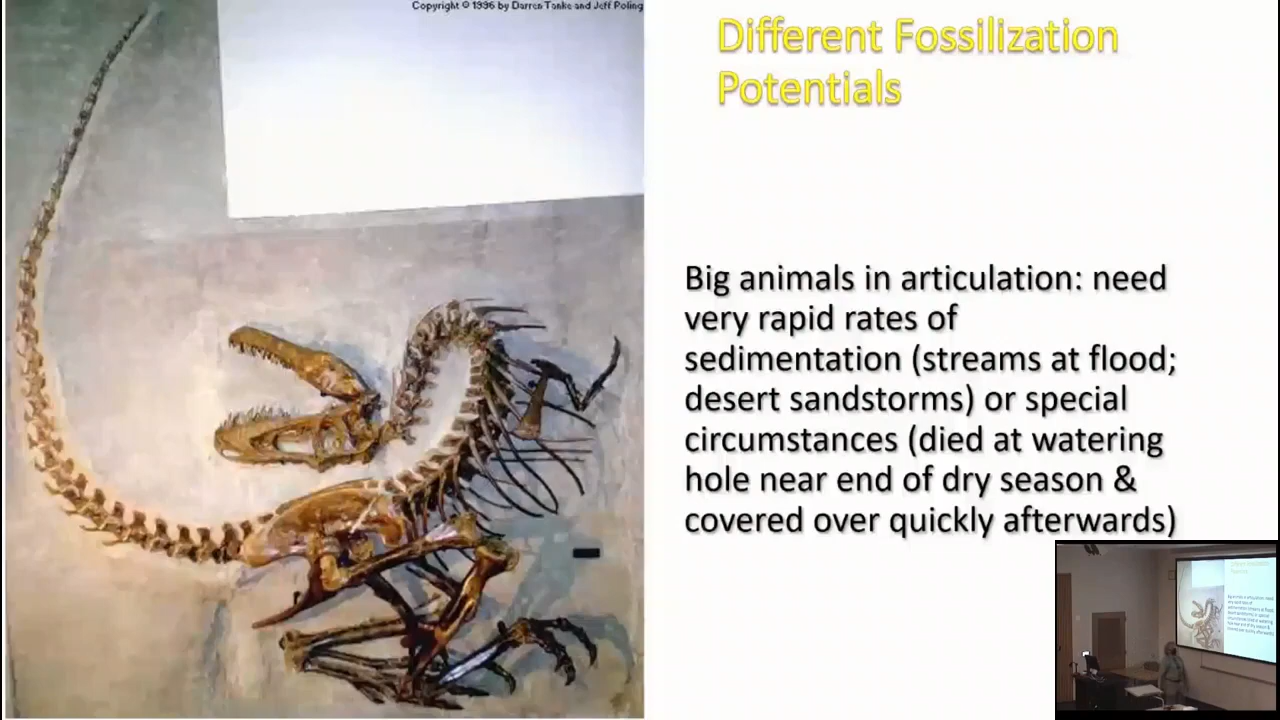 Copyright © 1996 by Darren Tanke and Jeff Poling
Different Fossilization
Potentials
Big animals in articulation: need
very rapid rates of
sedimentation (streams at flood;
desert sandstorms) or special
circumstances (died at watering
hole near end of dry season &
covered over quickly afterwards)